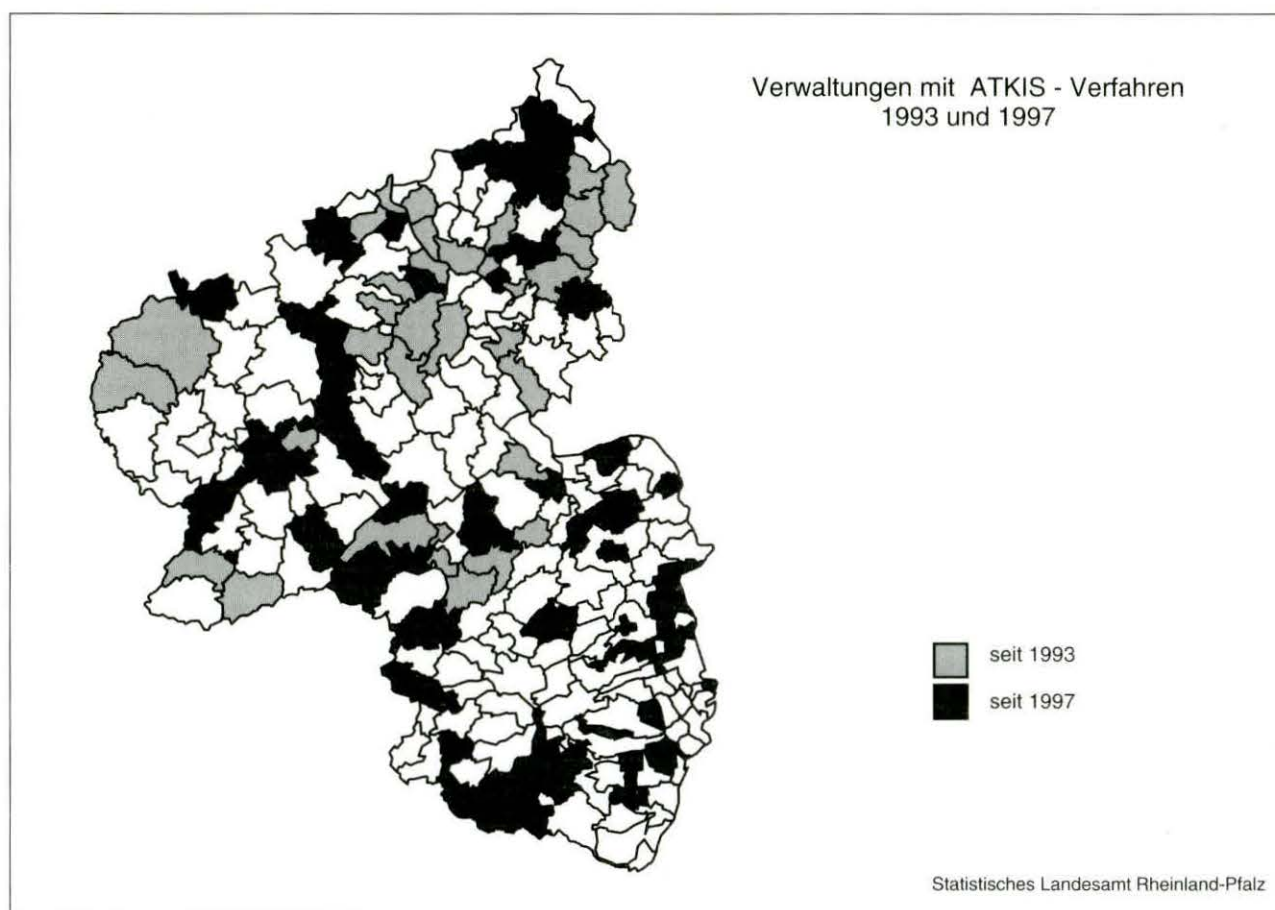 Verwaltungen mit ATKIS - Verfahren
1993 und 1997
seit 1993
seit 1997
Statistisches Landesamt Rheinland-Pfalz